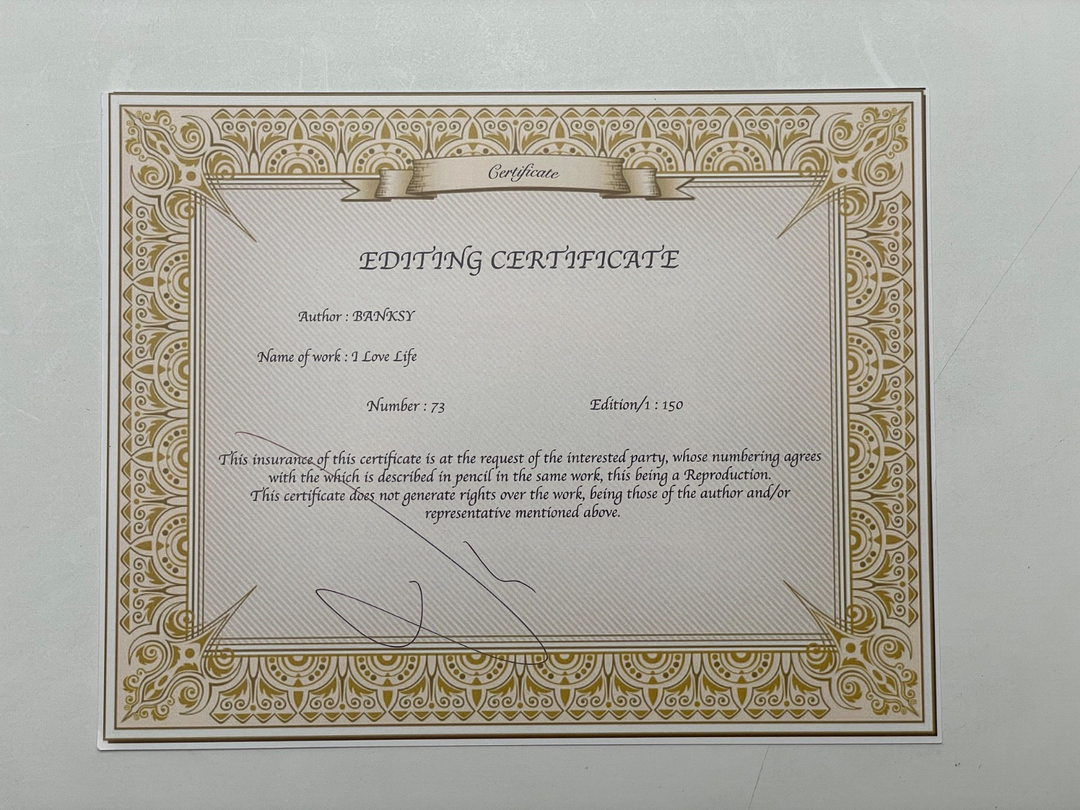 Certificate
EDITING CERTIFICATE
Author : BANKSY
Name of work : I Love Life
Number : 73 Edition/1 : 150
This insurance of this certificate is at the request of the interested party, whose numbering agrees
with the which is described in pencil in the same work, this being a Reproduction.
This certificate does not generate rights over the work, being those of the author and/or
representative mentioned above.